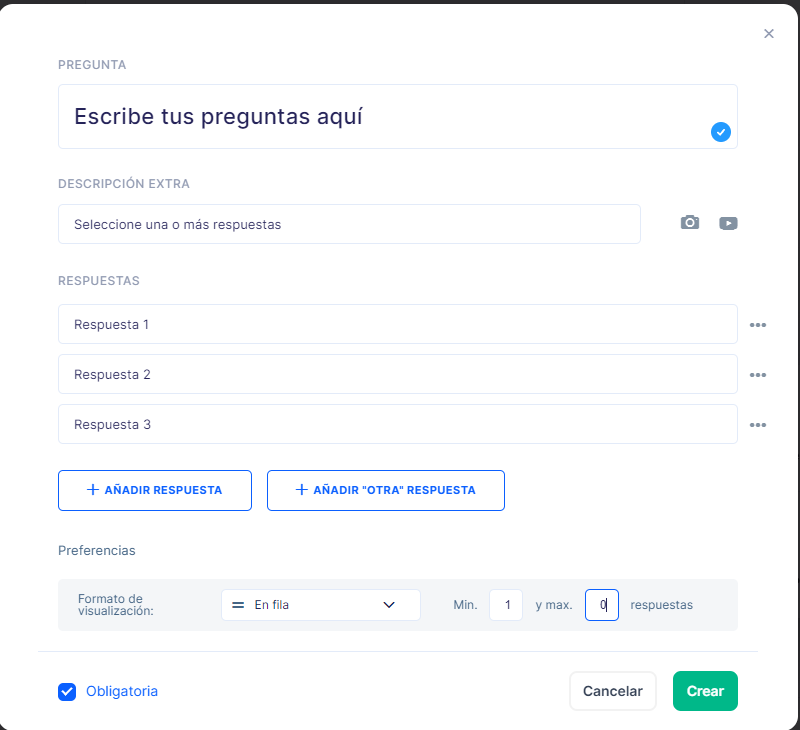 PREGUNTA
Escribe tus preguntas aquí
DESCRIPCIÓN EXTRA
Seleccione una o más respuestas
RESPUESTAS
Respuesta 1
Respuesta 2
Respuesta 3
AÑADIR RESPUESTA
AÑADIR "OTRA" RESPUESTA
Preferencias
Formato de
visualización:
En fila
Min. 1 y max. 0 respuestas
Obligatoria
Cancelar
Crear